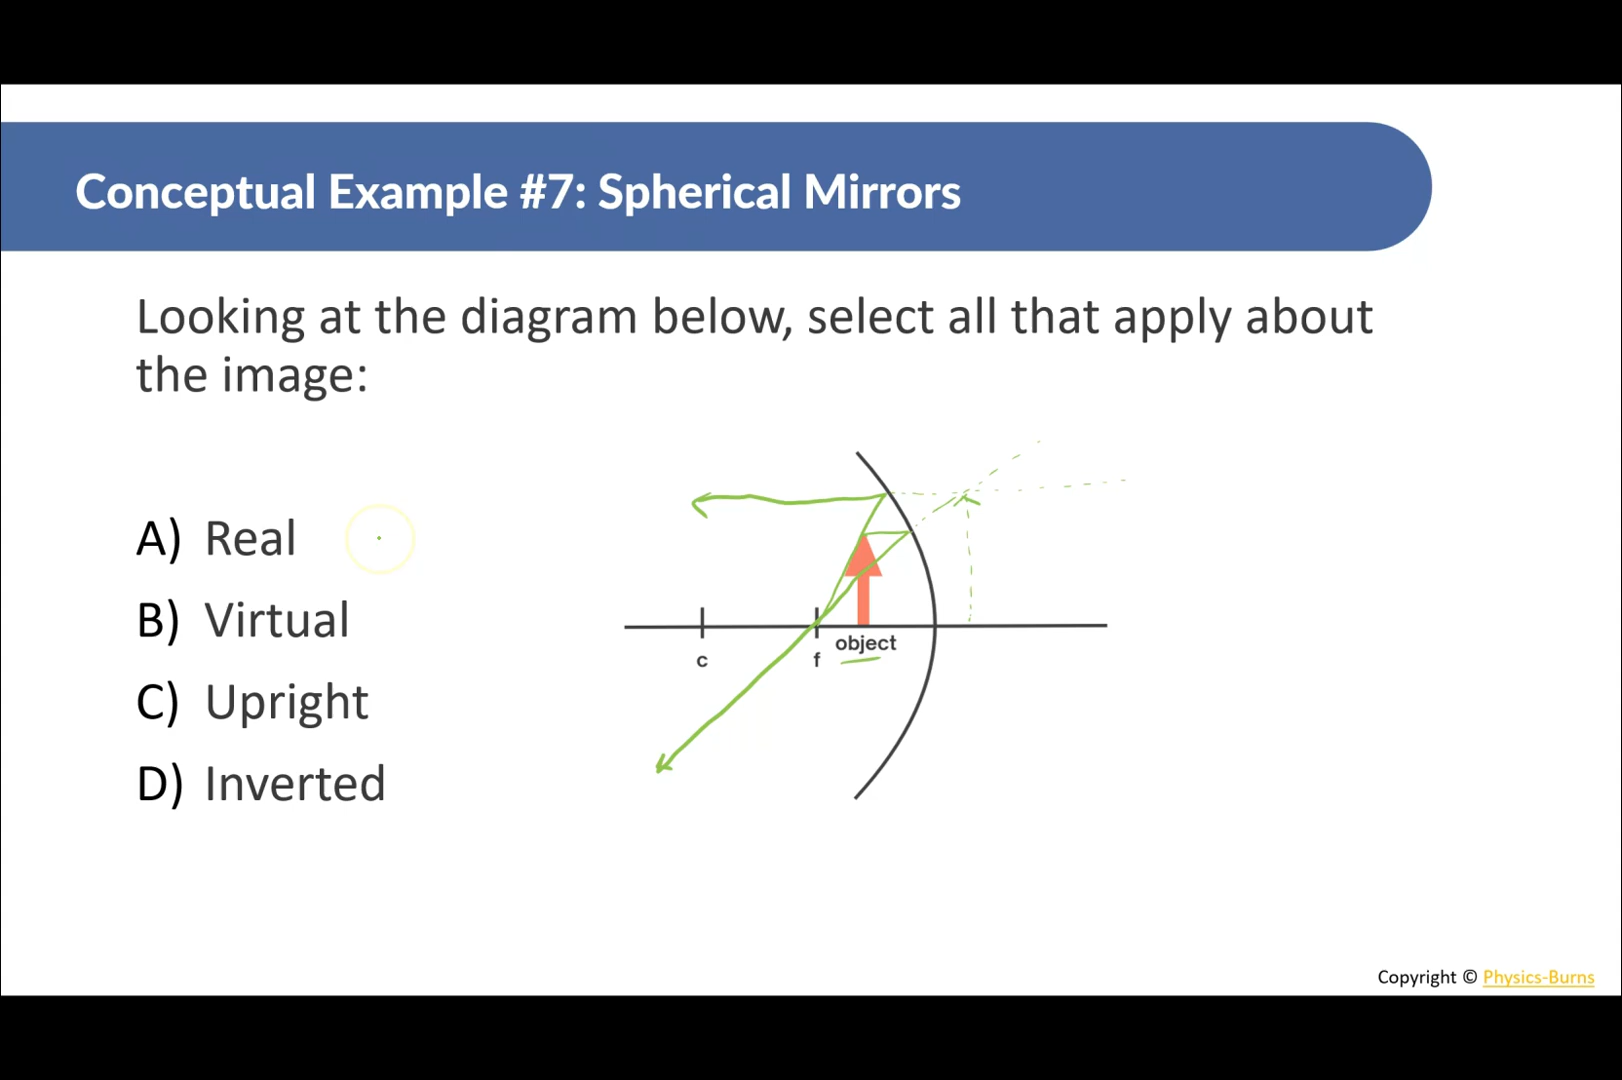 Conceptual Example #7: Spherical Mirrors
Looking at the diagram below, select all that apply about
the image:
A) Real
B) Virtual
C) Upright
D) Inverted
object
c
f
Copyright © Physics-Burns